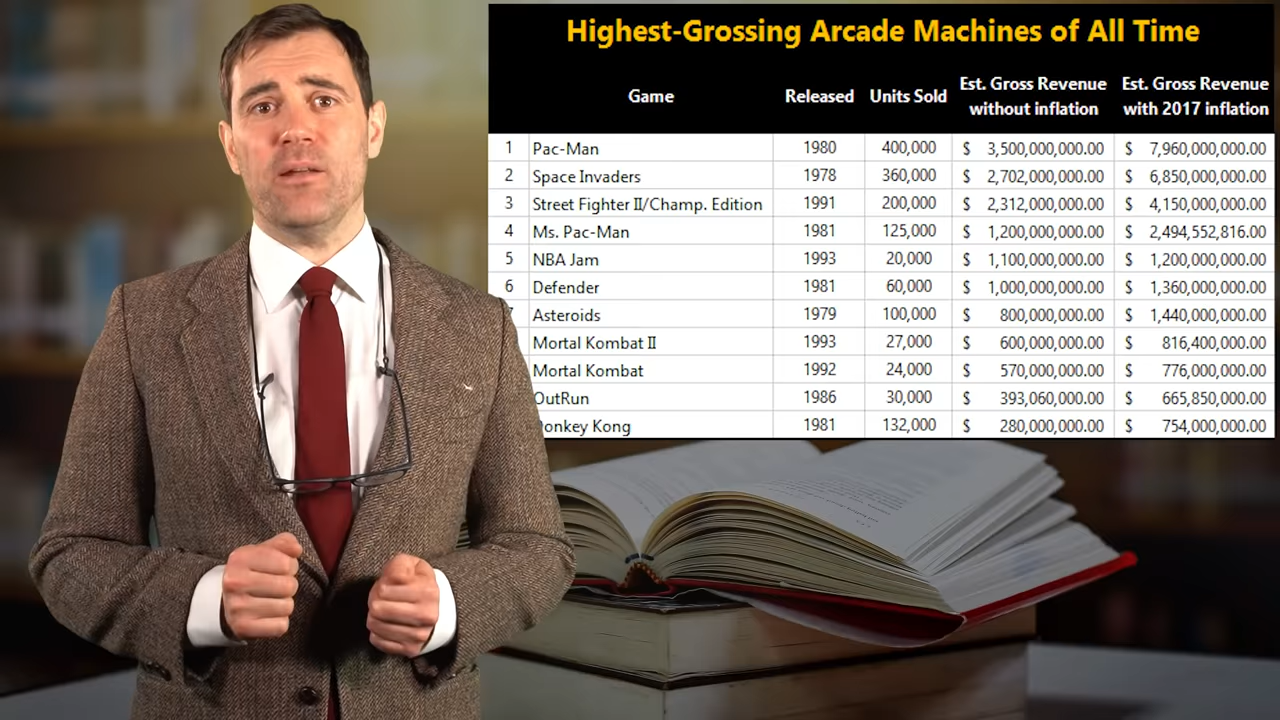 Highest-Grossing Arcade Machines of All Time
Game Released Units Sold Est. Gross Revenue without inflation Est. Gross Revenue with 2017 inflation
1 Pac-Man 1980 400,000 $ 3,500,000,000.00 $ 7,960,000,000.00
2 Space Invaders 1978 360,000 $ 2,702,000,000.00 $ 6,850,000,000.00
3 Street Fighter II/Champ. Edition 1991 200,000 $ 2,312,000,000.00 $ 4,150,000,000.00
4 Ms. Pac-Man 1981 125,000 $ 1,200,000,000.00 $ 2,494,552,816.00
5 NBA Jam 1993 20,000 $ 1,100,000,000.00 $ 1,200,000,000.00
6 Defender 1981 60,000 $ 1,000,000,000.00 $ 1,360,000,000.00
Asteroids 1979 100,000 $ 800,000,000.00 $ 1,440,000,000.00
Mortal Kombat II 1993 27,000 $ 600,000,000.00 $ 816,400,000.00
Mortal Kombat 1992 24,000 $ 570,000,000.00 $ 776,000,000.00
OutRun 1986 30,000 $ 393,060,000.00 $ 665,850,000.00
onkey Kong 1981 132,000 $ 280,000,000.00 $ 754,000,000.00